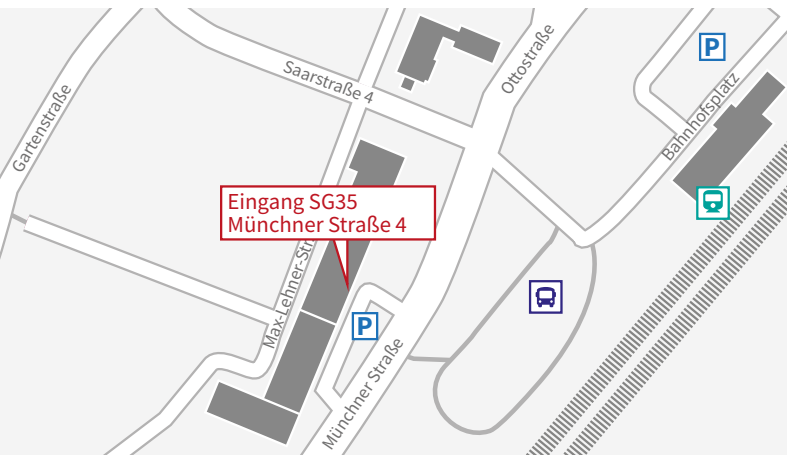 P
Ottostraße
Saarstraße 4
Bahnhofsplatz
Gartenstraße
Eingang SG35
Münchner Straße 4
Max-Lehner-Str
P
Münchner Straße